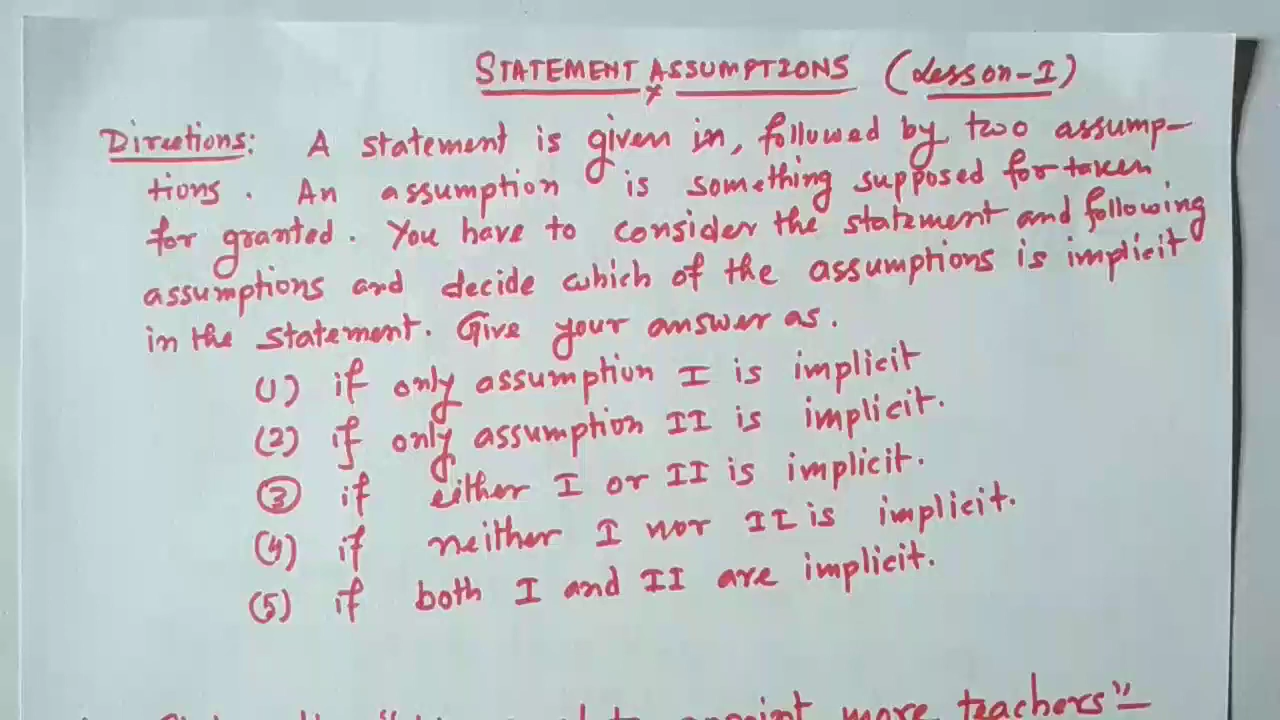 STATEMENT ASSUMPTIONS (Lesson-I)
Directions: A statement is given in, followed by two assump-
tions. An assumption is something supposed for taken
for granted. You have to consider the statement and following
assumptions and decide which of the assumptions is implicit
in the statement. Give your answer as.
(1) if only assumption I is implicit
(2) if only assumption II is implicit.
(3) if either I or II is implicit.
(4) if neither I nor II is implicit.
(5) if both I and II are implicit.
more teachers"-